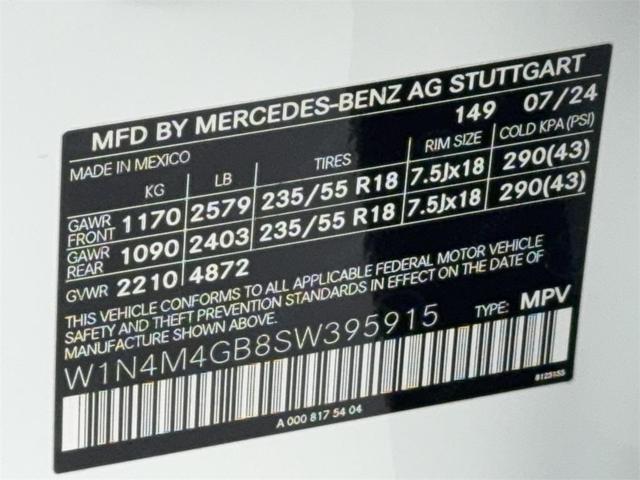 MFD BY MERCEDES-BENZ AG STUTTGART
MADE IN MEXICO 149 07/24
KG LB TIRES RIM SIZE COLD KPA (PSI)
GAWR FRONT 1170 2579 235/55 R18 7.5Jx18 290(43)
GAWR REAR 1090 2403 235/55 R18 7.5Jx18 290(43)
GVWR 2210 4872
THIS VEHICLE CONFORMS TO ALL APPLICABLE FEDERAL MOTOR VEHICLE
SAFETY AND THEFT PREVENTION STANDARDS IN EFFECT ON THE DATE OF
MANUFACTURE SHOWN ABOVE.
TYPE: MPV
W1N4M4GB8SW395915
A 000 817 54 04